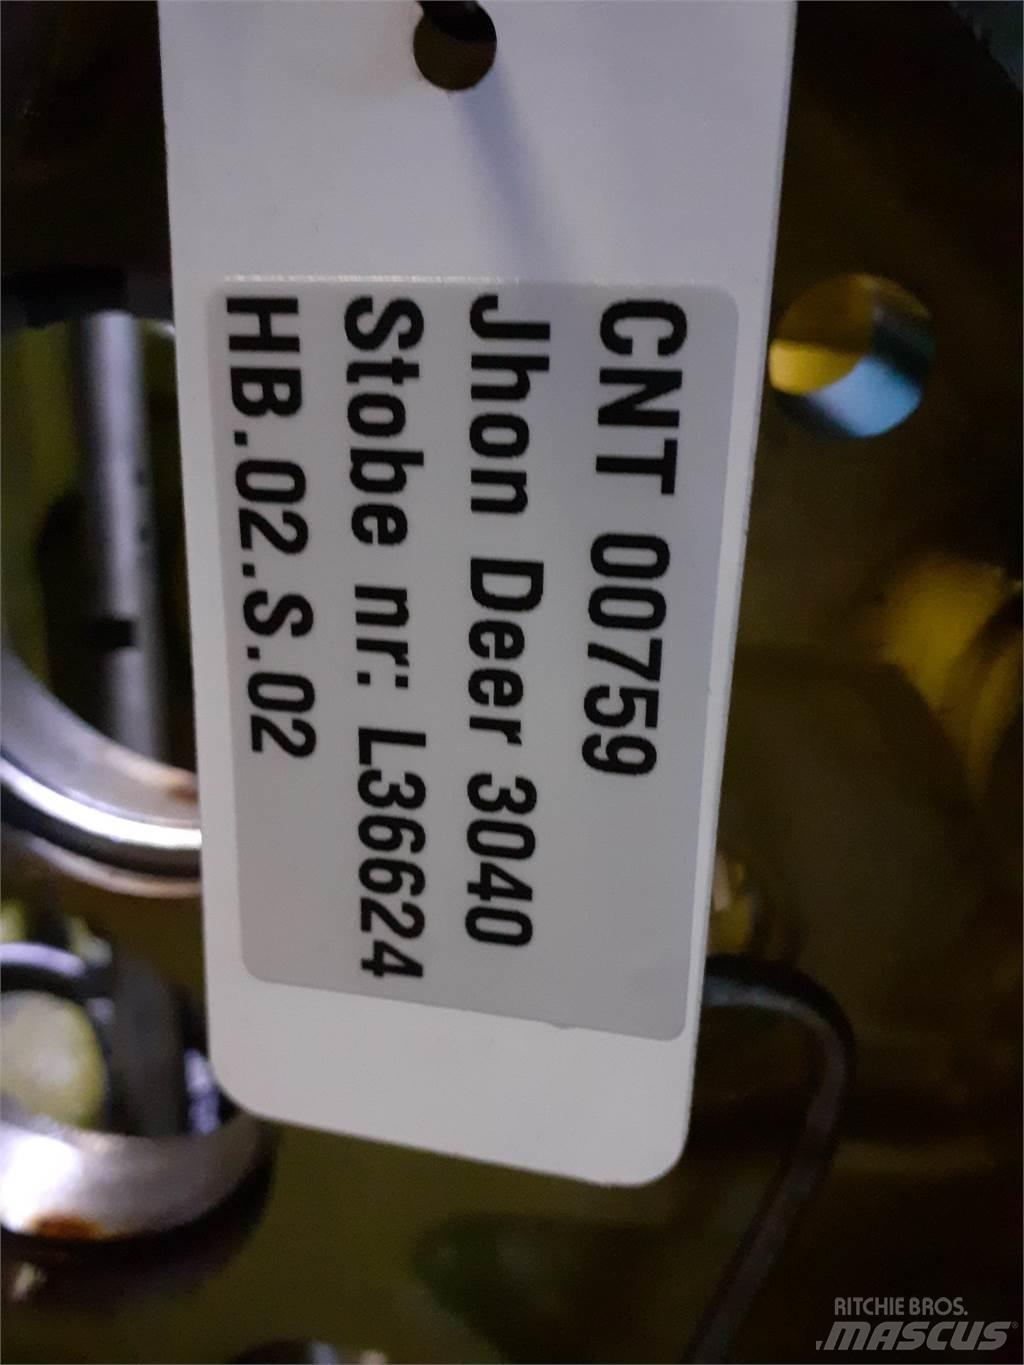 CNT 00759
Jhon Deer 3040
Stobe nr: L36624
HB.02.S.02
RITCHIE BROS.
MASCUS